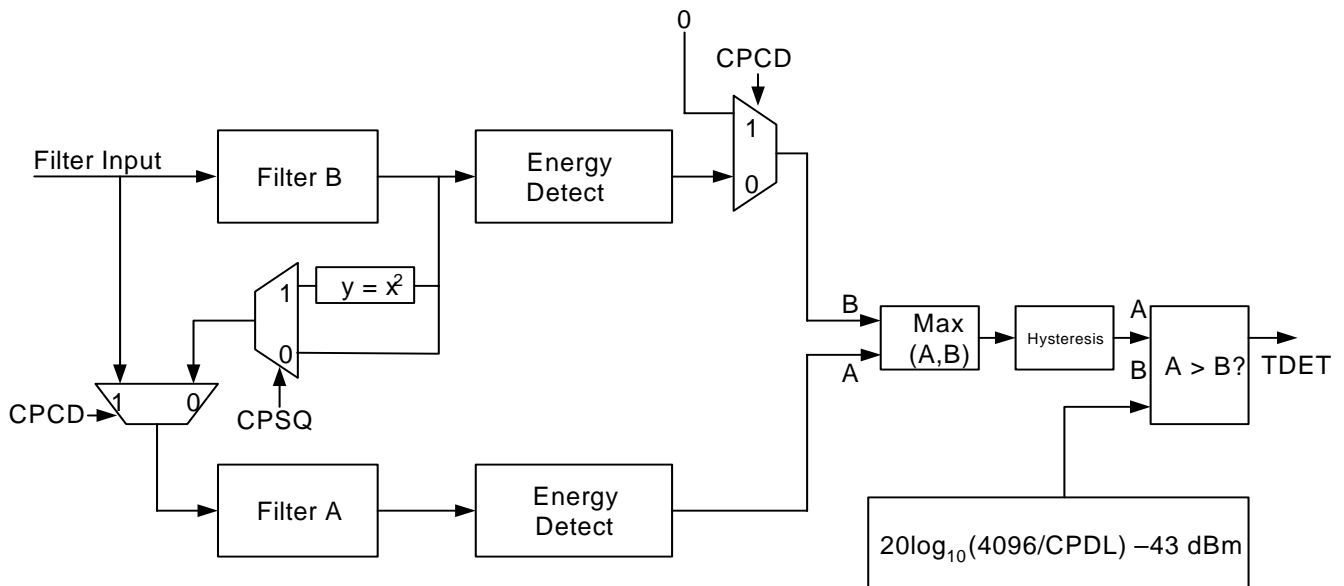 0
CPCD
1
0
Filter Input
Filter B
Energy
Detect
y = x²
1
0
CPSQ
CPCD
1
0
Filter A
Energy
Detect
B
A
Max
(A,B)
Hysteresis
A
B
A > B?
TDET
20log₁₀(4096/CPDL) –43 dBm